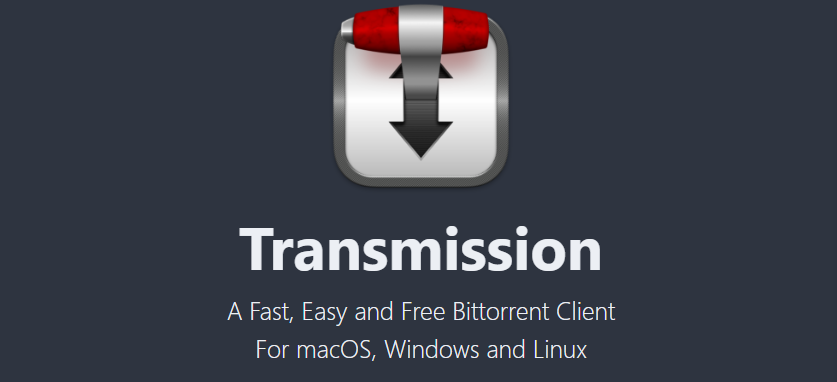 Transmission
A Fast, Easy and Free Bittorrent Client
For macOS, Windows and Linux